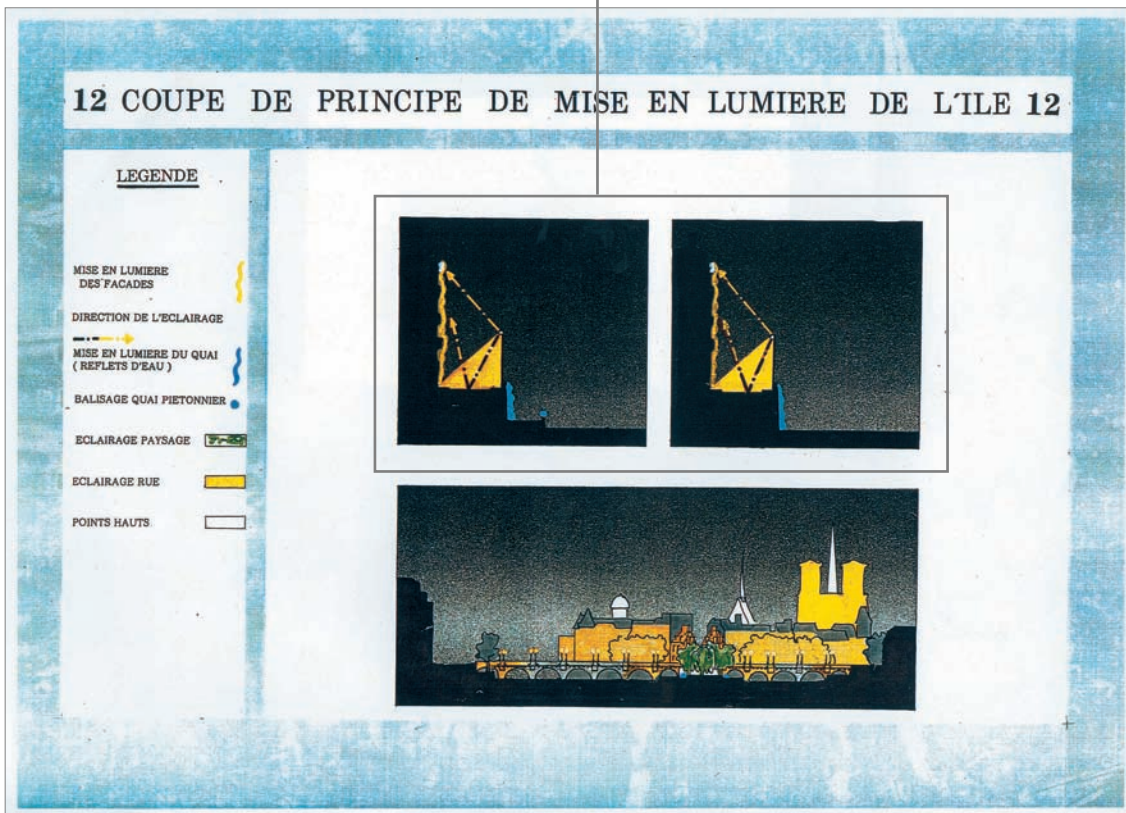 12 COUPE DE PRINCIPE DE MISE EN LUMIERE DE L'ILE 12
LEGENDE
MISE EN LUMIERE
DES FACADES
DIRECTION DE L'ECLAIRAGE
MISE EN LUMIERE DU QUAI
( REFLETS D'EAU )
BALISAGE QUAI PIETONNIER
ECLAIRAGE PAYSAGE
ECLAIRAGE RUE
POINTS HAUTS